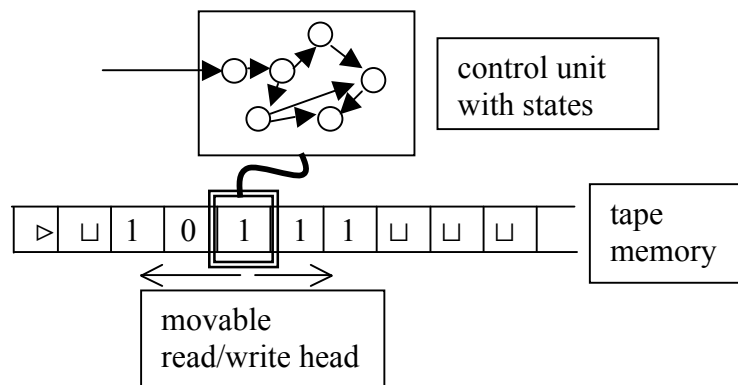 control unit
with states
▷ ⊔ 1 0 1 1 1 ⊔ ⊔ ⊔
tape
memory
movable
read/write head